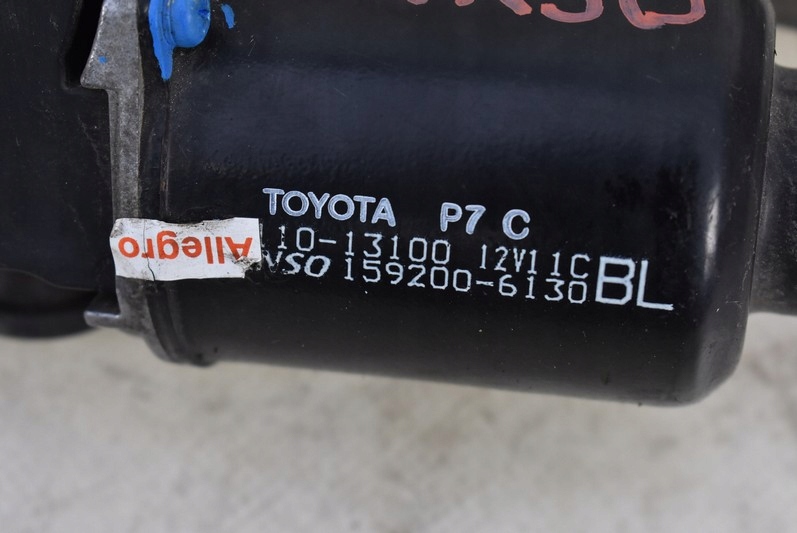 TOYOTA P7 C
10-13100 12V11C
Allegro
NSO 159200-6130 BL